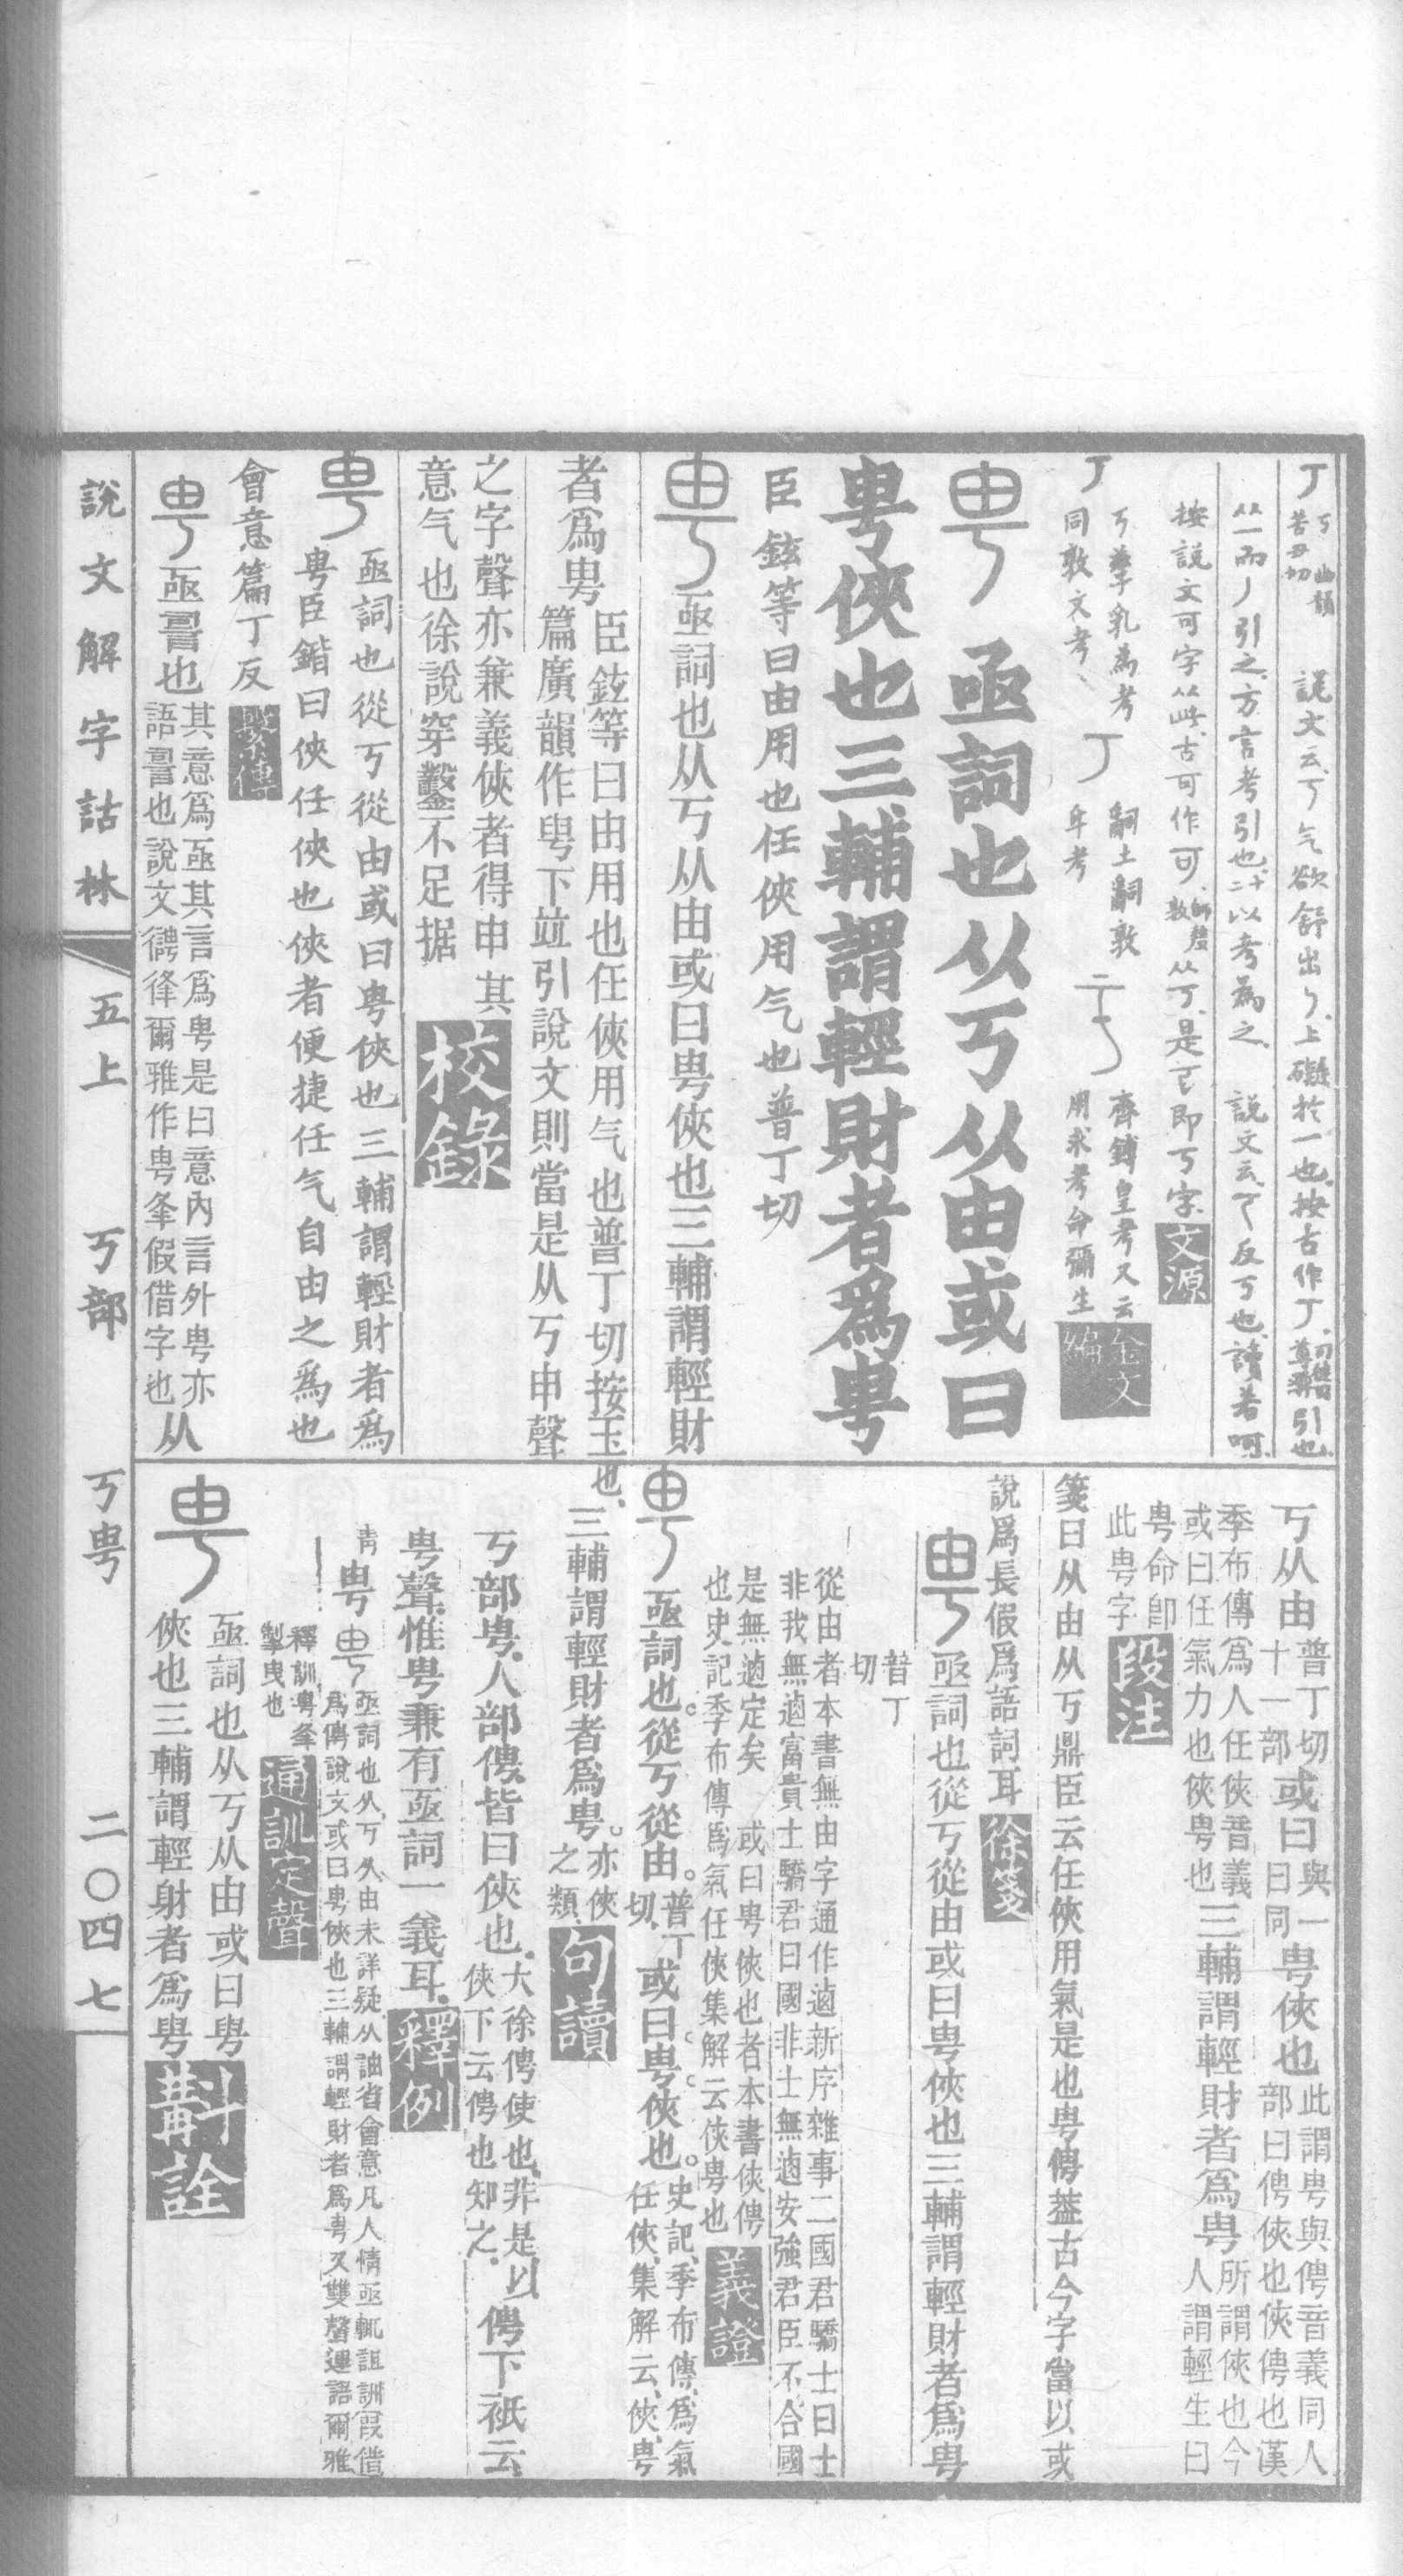 丂 苦浩切 說文云丂气欲舒出㇉上礙於一也按古作丁引也
从一而丿引之方言考引也二十以考爲之 說文云丂反丂也讀若呵
按說文可字从此古可作可从丁是丂即丂字 文源
丁 丂孶乳爲考 同敦文考 丁 嗣土嗣敦 年考 齊鎛皇考又云 用求考命彌生 金文編
甹 亟詞也从丂从由或曰
甹俠也三輔謂輕財者爲甹
臣鉉等曰由用也任俠用气也普丁切
甹亟詞也从丂从由或曰甹俠也三輔謂輕財
者爲甹 臣鉉等曰由用也任俠用气也普丁切按玉
篇廣韻作甹下竝引說文則當是从丂申聲
之字聲亦兼義俠者得申其
意气也徐說穿鑿不足据 校錄
甹 亟詞也從丂從由或曰甹俠也三輔謂輕財者爲
甹臣鍇曰俠任俠也俠者便捷任气自由之爲也
會意篇丁反 繫傳
甹亟䛐也 其意爲亟其言爲甹是曰意內言外甹亦
語䛐也說文德夆爾雅作甹夆假借字也 从
丂从由 普丁切十一部 或曰 與一曰同 甹俠也 此謂甹與俜音義同人部曰俜俠也俠俜也漢
季布傳爲人任俠音義或曰任氣力也俠甹也 三輔謂輕財者爲甹 所謂俠也今人謂輕生曰
甹命卽此甹字 段注
箋曰从由从丂鼎臣云任俠用氣是也甹俜葢古今字當以或
說爲長假爲語詞耳 徐箋
甹亟詞也從丂從由或曰甹俠也三輔謂輕財者爲甹
普丁切
從由者本書無由字通作逌新序雜事二國君驕士曰士
非我無逌富貴士驕君曰國非士無逌安強君臣不合國
是無逌定矣 或曰甹俠也者本書俠俜
也史記季布傳爲氣任俠集解云俠甹也 義證
甹亟詞也。從丂從由。普丁切、或曰甹俠也。史記、季布傳、爲氣任俠、集解云、俠、甹
也、三輔謂輕財者爲甹。亦俠之類、 句讀
丂部甹、人部俜、皆曰俠也、大徐俜使也、非是、以俠下云俜也知之、俜下祇云
甹聲、惟甹兼有亟詞一義耳、 釋例
青 甹甹 亟詞也从丂从由未詳疑从詘省會意凡人情亟輒詘詶叚借
爲俜說文或曰甹俠也三輔謂輕財者爲甹又雙聲連語爾雅
釋訓甹夆掣曳也 通訓定聲
甹 亟詞也从丂从由或曰甹
俠也三輔謂輕射者爲甹 斠詮
說文解字詁林 五上 丂部 丂甹 二〇四七